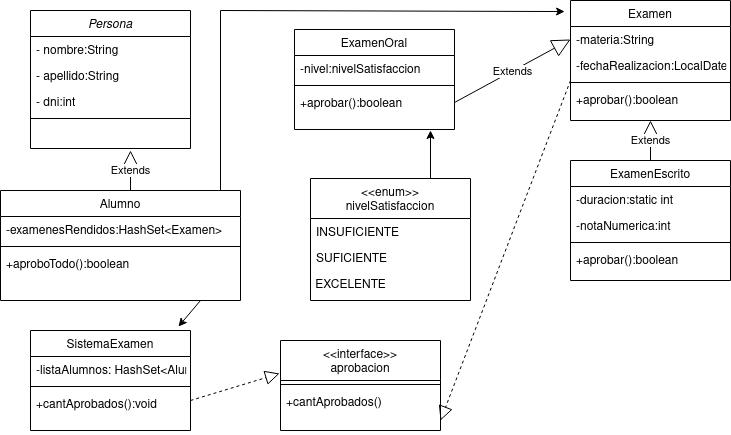 Persona
- nombre:String
- apellido:String
- dni:int
Extends
Alumno
-examenesRendidos:HashSet<Examen>
+aproboTodo():boolean
SistemaExamen
-listaAlumnos: HashSet<Alu
+cantAprobados():void
ExamenOral
-nivel:nivelSatisfaccion
+aprobar():boolean
Extends
<<enum>>
nivelSatisfaccion
INSUFICIENTE
SUFICIENTE
EXCELENTE
<<interface>>
aprobacion
+cantAprobados()
Examen
-materia:String
-fechaRealizacion:LocalDate
+aprobar():boolean
Extends
ExamenEscrito
-duracion:static int
-notaNumerica:int
+aprobar():boolean